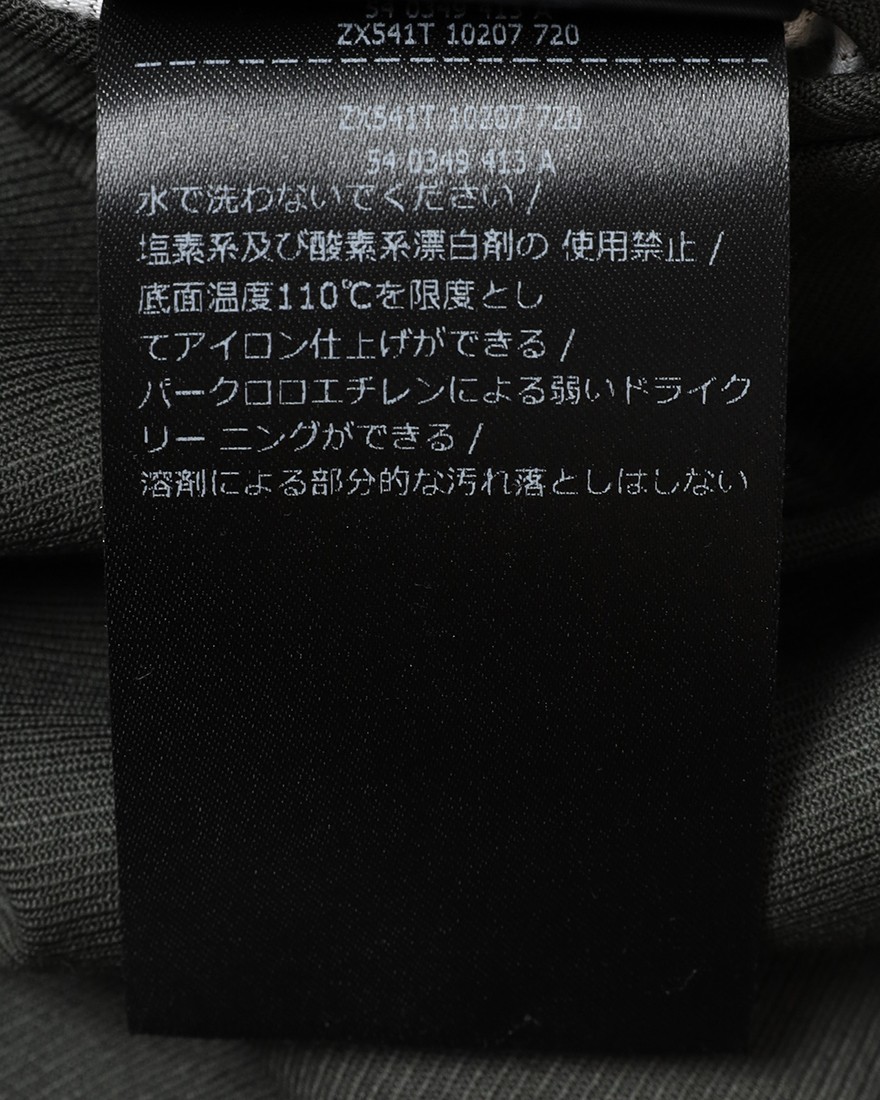 54 0349 413 A
ZX541T 10207 720
ZX541T 10207 720
54 0349 413 A
水で洗わないでください /
塩素系及び酸素系漂白剤の 使用禁止 /
底面温度110℃を限度とし
てアイロン仕上げができる /
パークロロエチレンによる弱いドライク
リー ニングができる /
溶剤による部分的な汚れ落としはしない